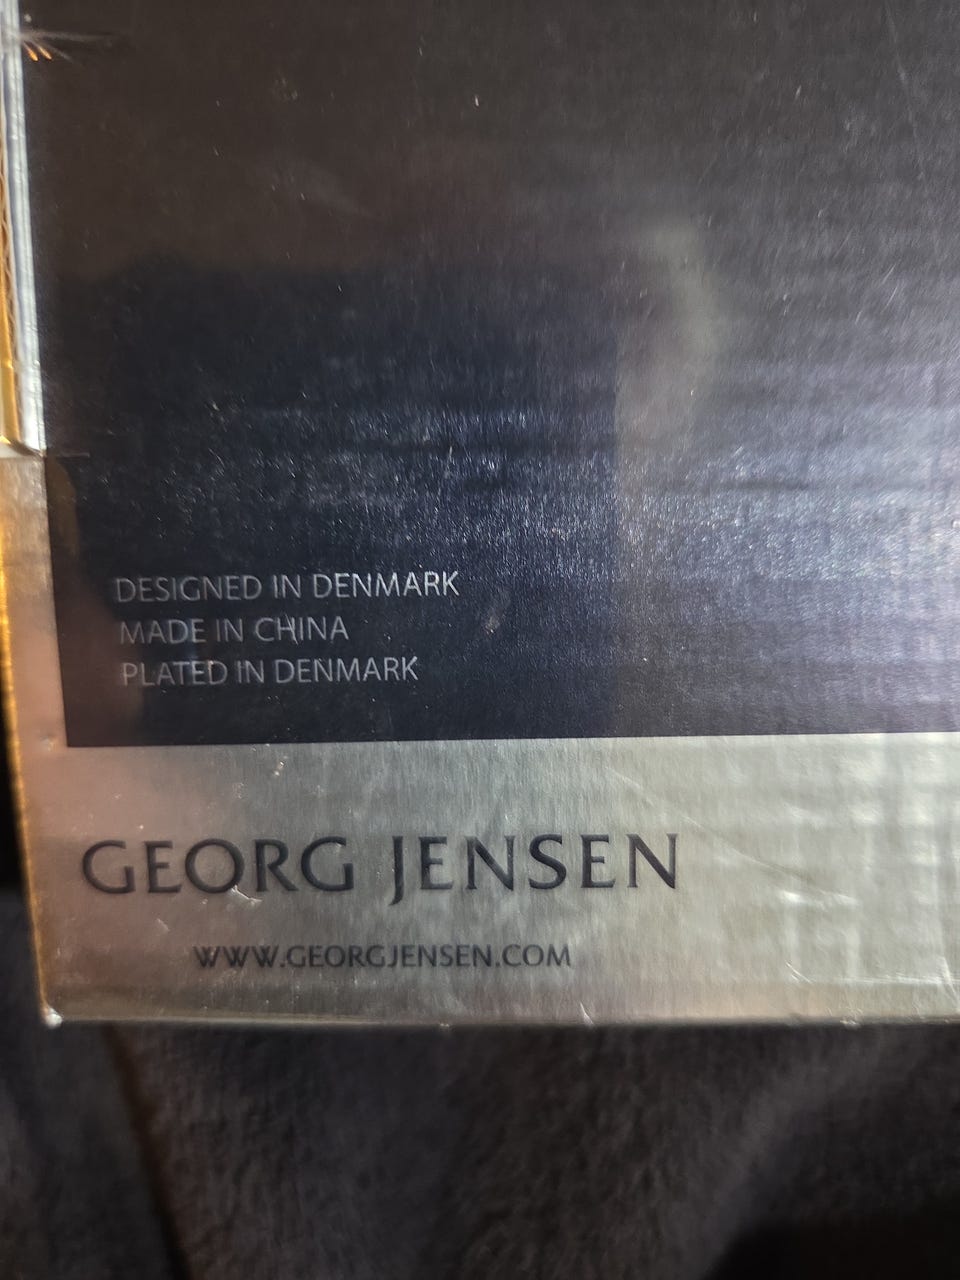 DESIGNED IN DENMARK
MADE IN CHINA
PLATED IN DENMARK
GEORG JENSEN
WWW.GEORGJENSEN.COM